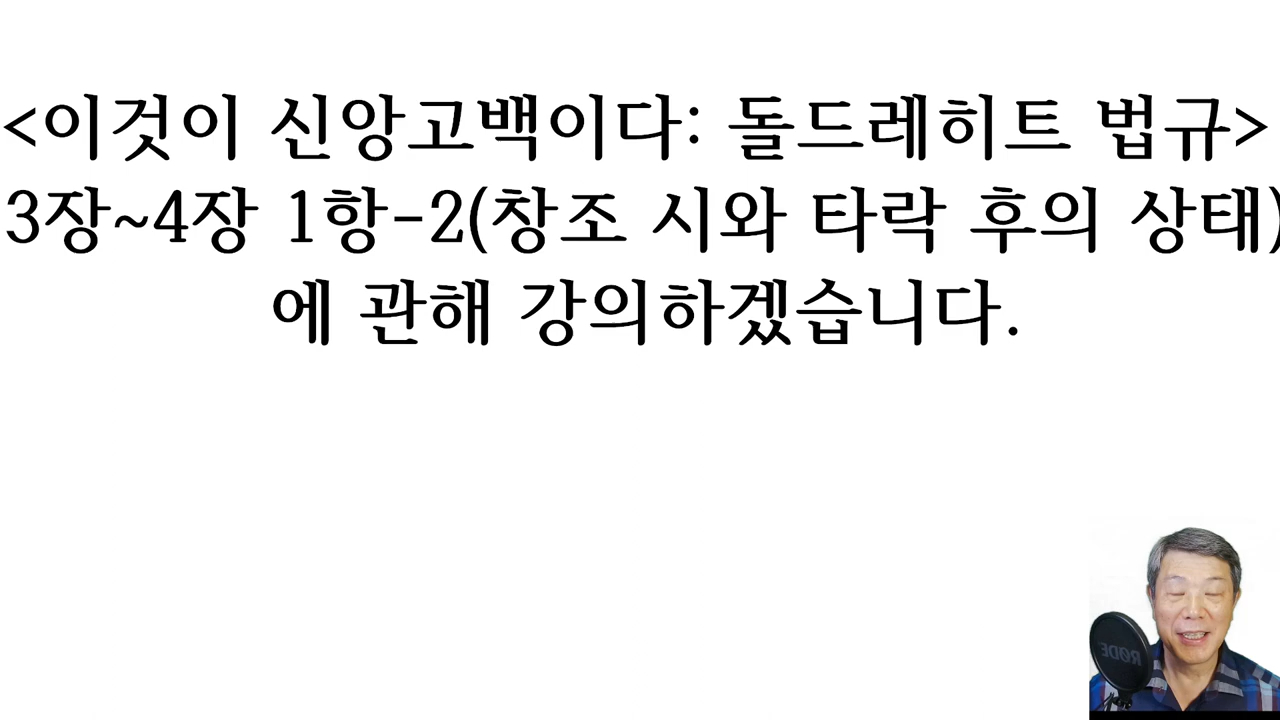 <이것이 신앙고백이다: 돌드레히트 법규>
3장~4장 1항-2(창조 시와 타락 후의 상태)
에 관해 강의하겠습니다.
RØDE